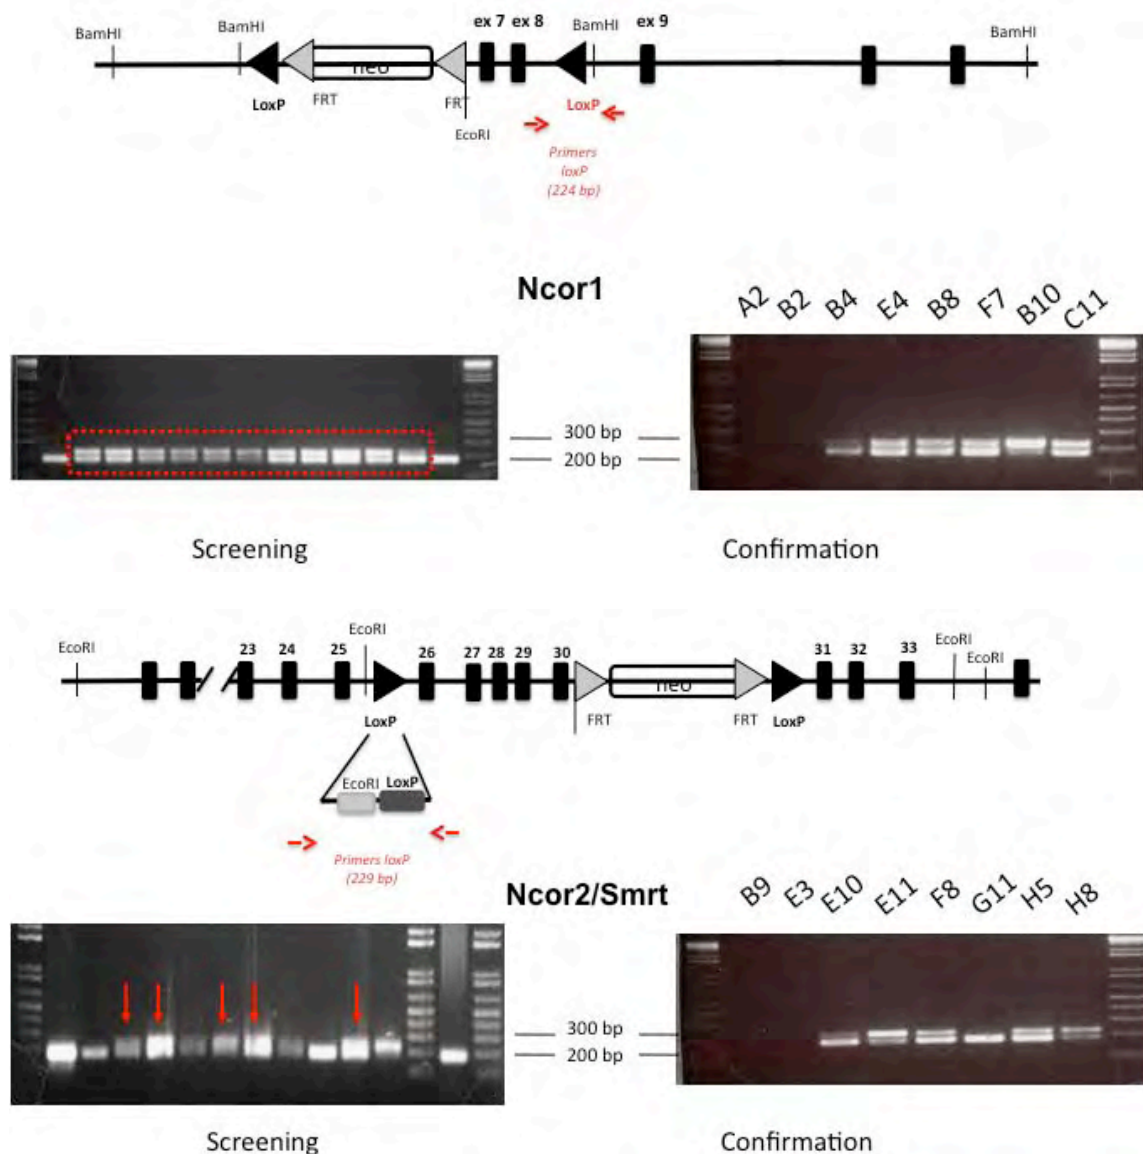 ex 7 ex 8 ex 9
BamHI BamHI BamHI BamHI
neo
LoxP FRT FRT LoxP
EcoRI
Primers
loxP
(224 bp)
Ncor1
A2 B2 B4 E4 B8 F7 B10 C11
300 bp
200 bp
Screening Confirmation
EcoRI EcoRI EcoRI EcoRI
23 24 25 26 27 28 29 30 31 32 33
neo
LoxP FRT FRT LoxP
EcoRI LoxP
Primers loxP
(229 bp)
Ncor2/Smrt
B9 E3 E10 E11 F8 G11 H5 H8
300 bp
200 bp
Screening Confirmation